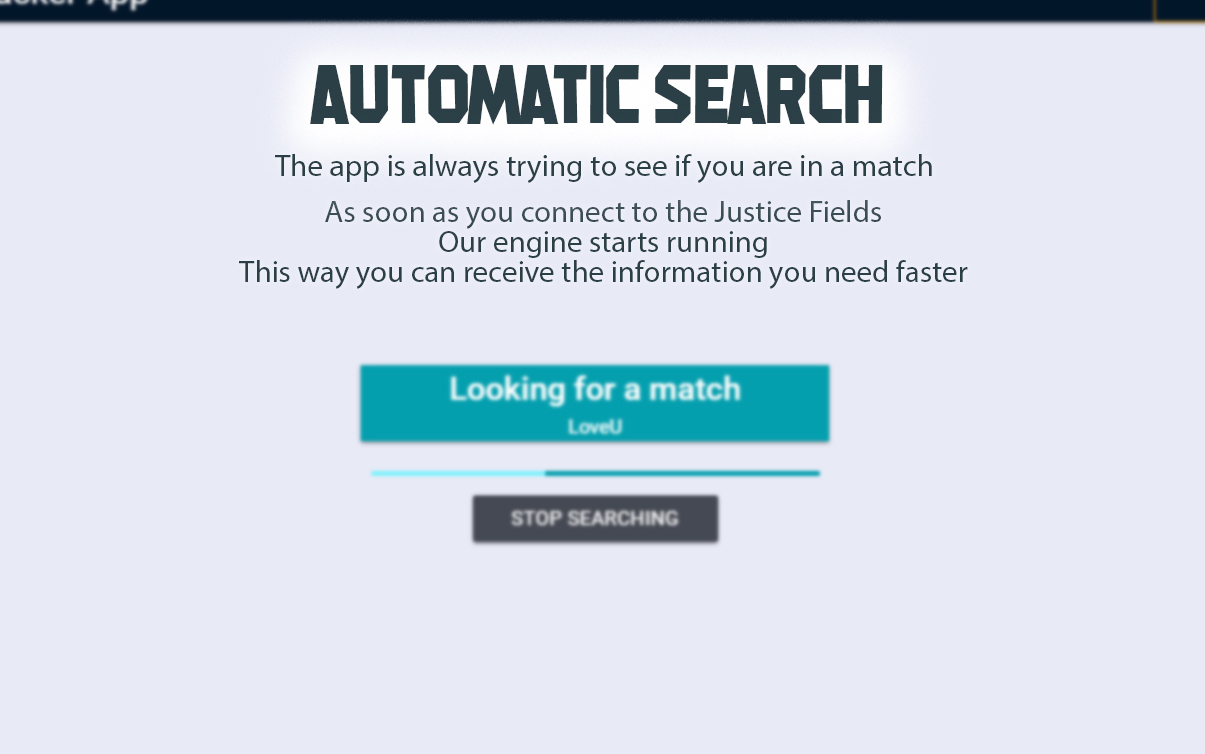 App
AUTOMATIC SEARCH
The app is always trying to see if you are in a match
As soon as you connect to the Justice Fields
Our engine starts running
This way you can receive the information you need faster
Looking for a match
LoveU
STOP SEARCHING